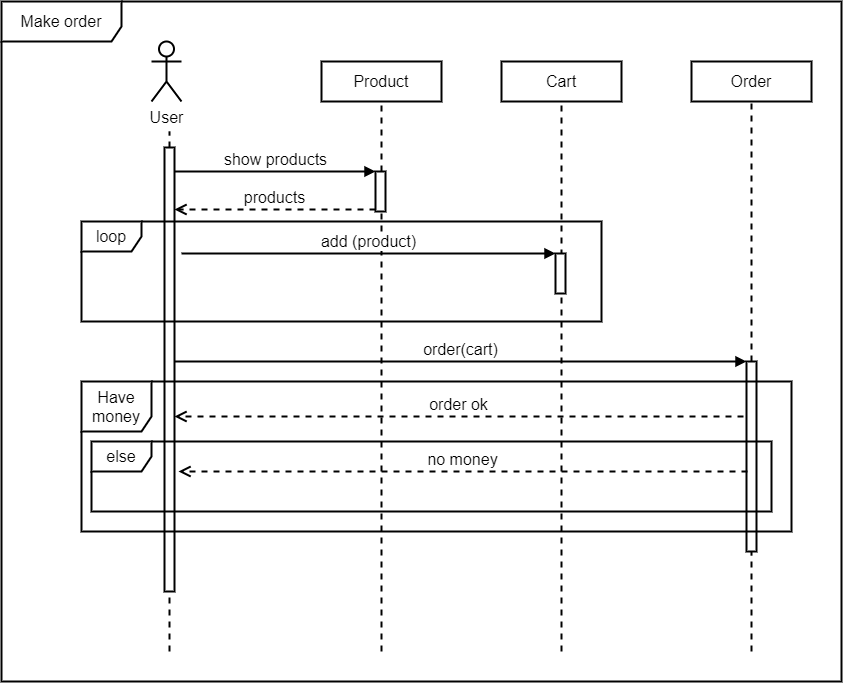 Make order
User
Product
Cart
Order
show products
products
loop
add (product)
order(cart)
Have
money
order ok
else
no money